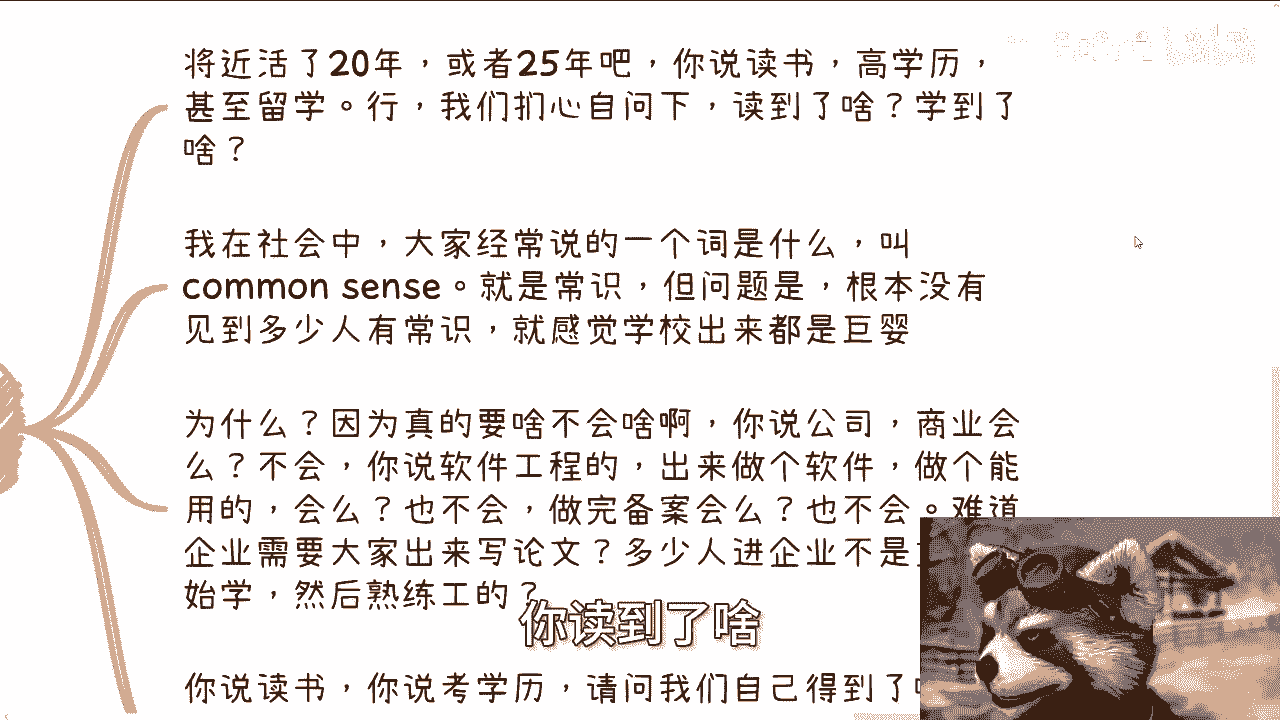 将近活了20年，或者25年吧，你说读书，高学历，
甚至留学。行，我们扪心自问下，读到了啥？学到了
啥？
我在社会中，大家经常说的一个词是什么，叫
common sense。就是常识，但问题是，根本没有
见到多少人有常识，就感觉学校出来都是巨婴
为什么？因为真的要啥不会啥啊，你说公司，商业会
么？不会，你说软件工程的，出来做个软件，做个能
用的，会么？也不会，做完备案会么？也不会。难道
企业需要大家出来写论文？多少人进企业不是
始学，然后熟练工的？
你读到了啥
你说读书，你说考学历，请问我们自己得到了